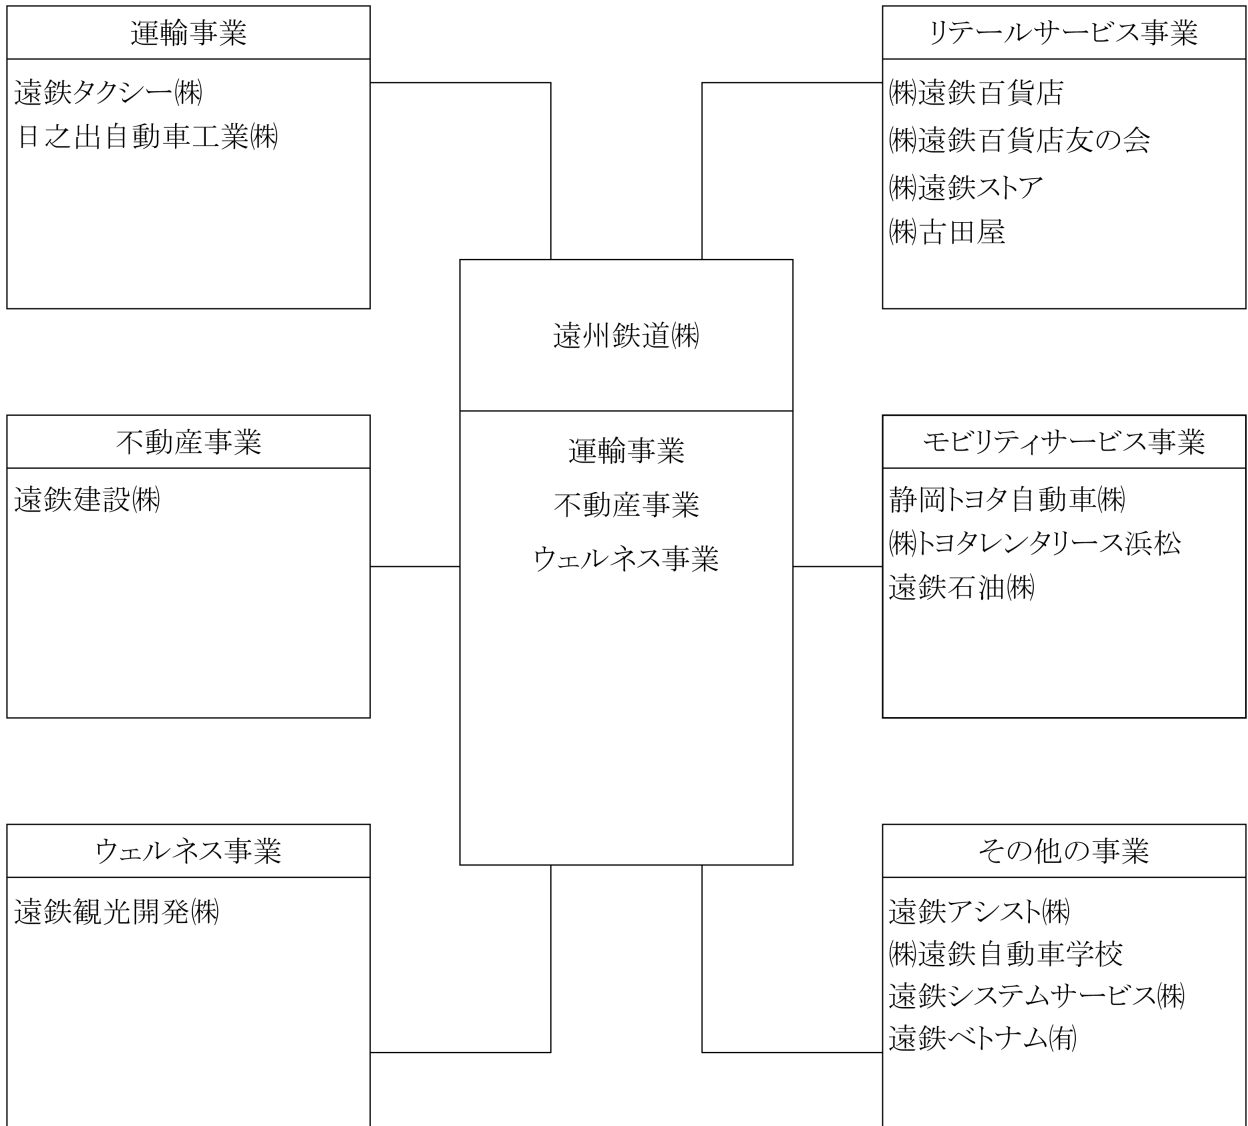 運輸事業
遠鉄タクシー㈱
日之出自動車工業㈱
リテールサービス事業
㈱遠鉄百貨店
㈱遠鉄百貨店友の会
㈱遠鉄ストア
㈱古田屋
遠州鉄道㈱
運輸事業
不動産事業
ウェルネス事業
不動産事業
遠鉄建設㈱
モビリティサービス事業
静岡トヨタ自動車㈱
㈱トヨタレンタリース浜松
遠鉄石油㈱
ウェルネス事業
遠鉄観光開発㈱
その他の事業
遠鉄アシスト㈱
㈱遠鉄自動車学校
遠鉄システムサービス㈱
遠鉄ベトナム㈲